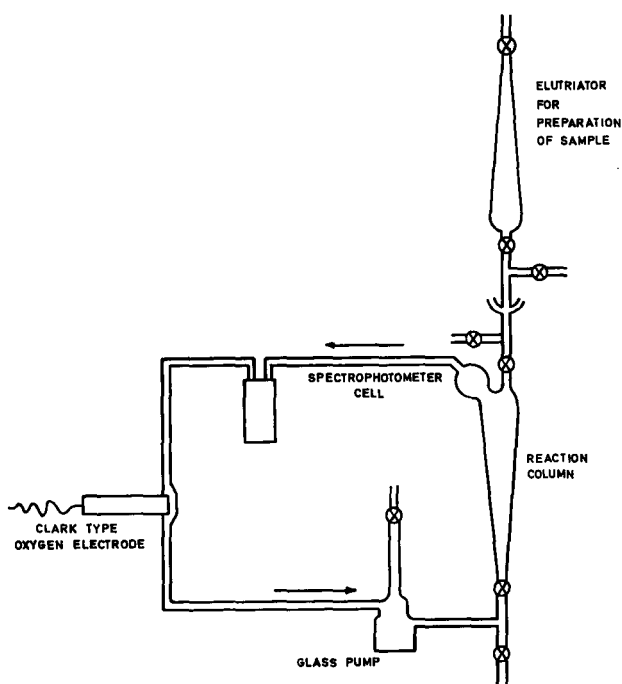 ELUTRIATOR
FOR
PREPARATION
OF SAMPLE
SPECTROPHOTOMETER
CELL
REACTION
COLUMN
CLARK TYPE
OXYGEN ELECTRODE
GLASS PUMP